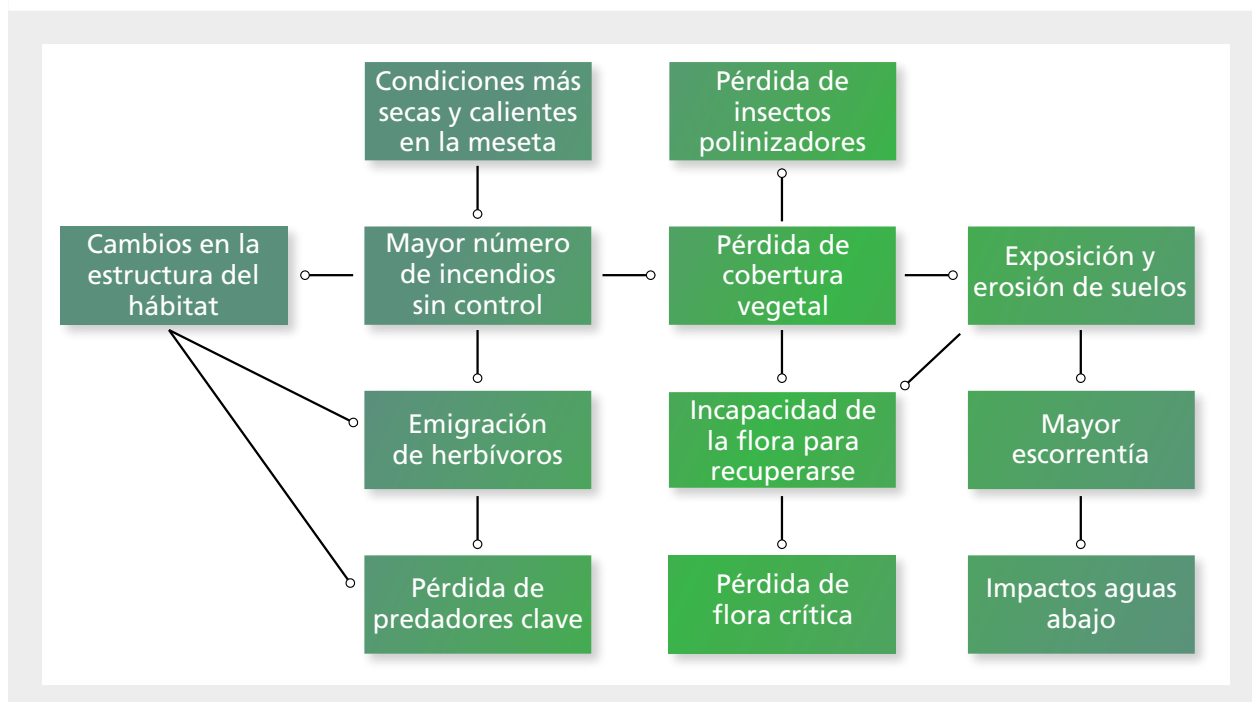 Condiciones más
secas y calientes
en la meseta
Pérdida de
insectos
polinizadores
Cambios en la
estructura del
hábitat
Mayor número
de incendios
sin control
Pérdida de
cobertura
vegetal
Exposición y
erosión de suelos
Emigración
de herbívoros
Incapacidad de
la flora para
recuperarse
Mayor
escorrentía
Pérdida de
predadores clave
Pérdida de
flora crítica
Impactos aguas
abajo